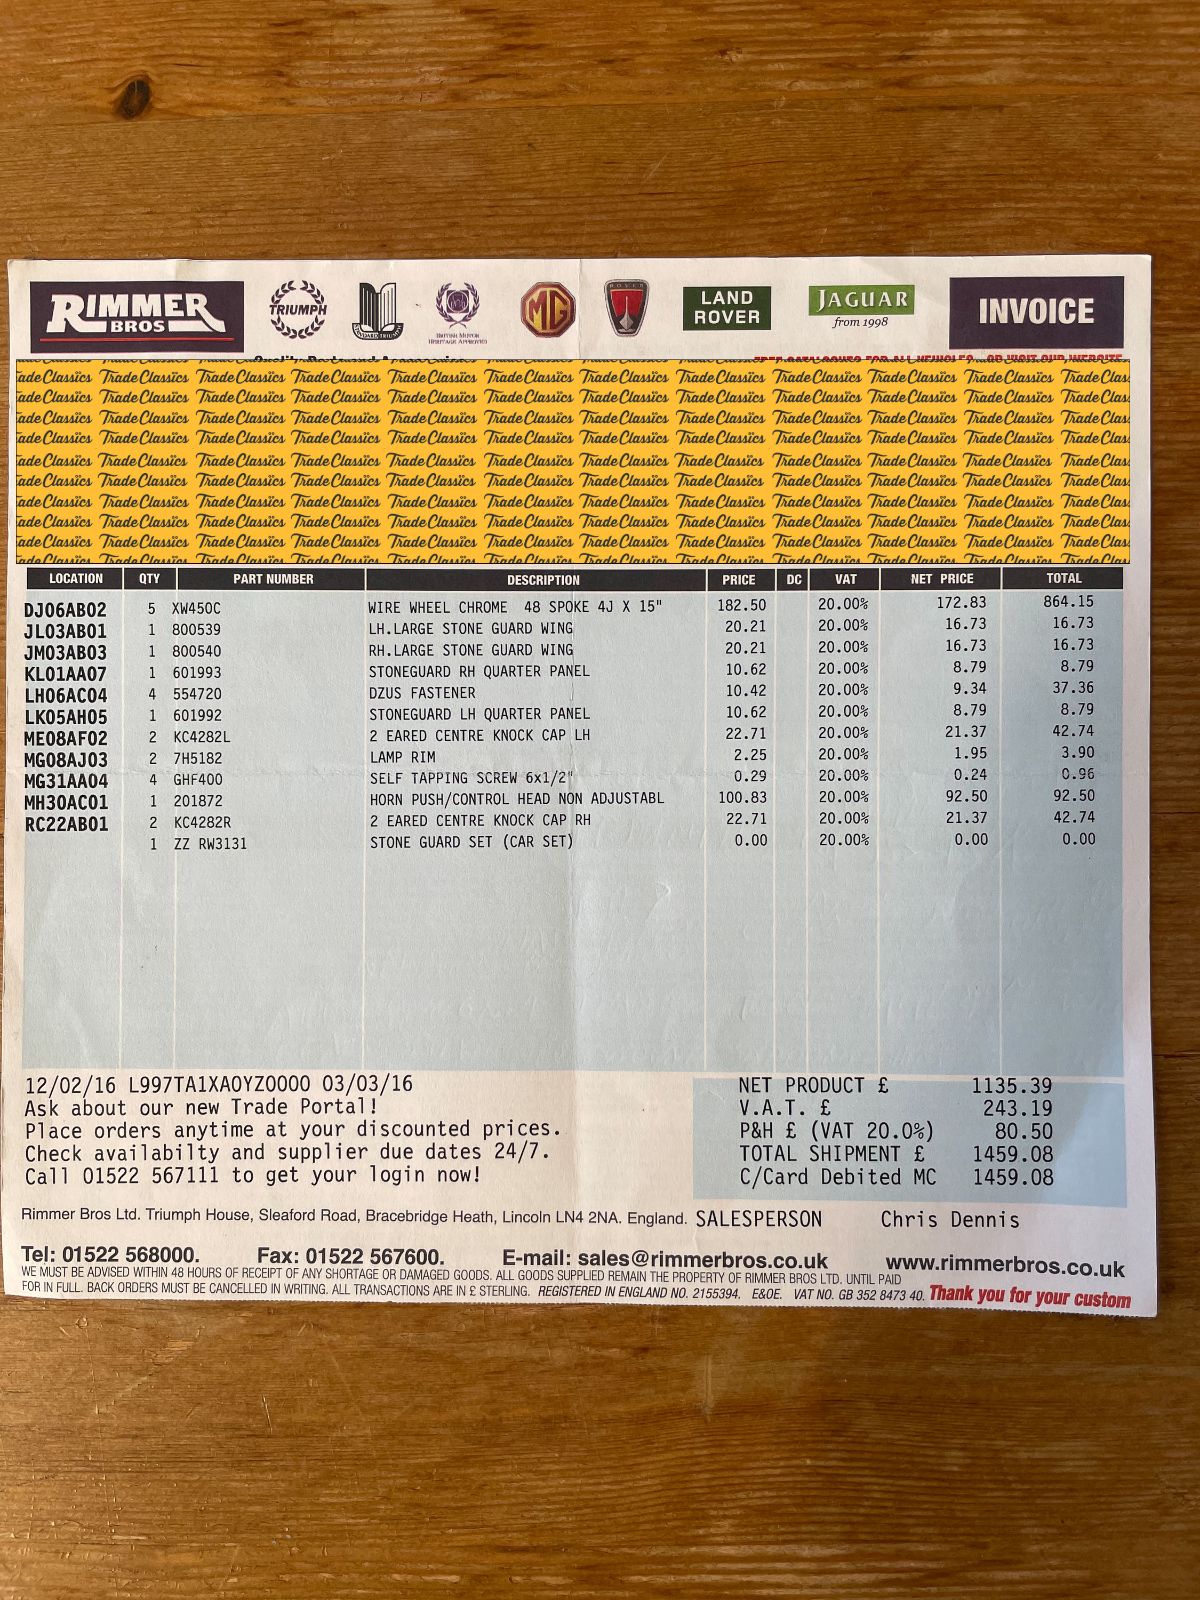 RIMMER BROS
TRIUMPH
STANDARD TRIUMPH
BRITISH MOTOR HERITAGE APPROVED
MG
ROVER
LAND ROVER
JAGUAR
from 1998
INVOICE
Trade Classics
LOCATION QTY PART NUMBER DESCRIPTION PRICE DC VAT NET PRICE TOTAL
DJ06AB02 5 XW450C WIRE WHEEL CHROME 48 SPOKE 4J X 15" 182.50 20.00% 172.83 864.15
JL03AB01 1 800539 LH.LARGE STONE GUARD WING 20.21 20.00% 16.73 16.73
JM03AB03 1 800540 RH.LARGE STONE GUARD WING 20.21 20.00% 16.73 16.73
KL01AA07 1 601993 STONEGUARD RH QUARTER PANEL 10.62 20.00% 8.79 8.79
LH06AC04 4 554720 DZUS FASTENER 10.42 20.00% 9.34 37.36
LK05AH05 1 601992 STONEGUARD LH QUARTER PANEL 10.62 20.00% 8.79 8.79
ME08AF02 2 KC4282L 2 EARED CENTRE KNOCK CAP LH 22.71 20.00% 21.37 42.74
MG08AJ03 2 7H5182 LAMP RIM 2.25 20.00% 1.95 3.90
MG31AA04 4 GHF400 SELF TAPPING SCREW 6x1/2" 0.29 20.00% 0.24 0.96
MH30AC01 1 201872 HORN PUSH/CONTROL HEAD NON ADJUSTABL 100.83 20.00% 92.50 92.50
RC22AB01 2 KC4282R 2 EARED CENTRE KNOCK CAP RH 22.71 20.00% 21.37 42.74
1 ZZ RW3131 STONE GUARD SET (CAR SET) 0.00 20.00% 0.00 0.00
12/02/16 L997TA1XA0YZ0000 03/03/16
Ask about our new Trade Portal!
Place orders anytime at your discounted prices.
Check availabilty and supplier due dates 24/7.
Call 01522 567111 to get your login now!
NET PRODUCT £ 1135.39
V.A.T. £ 243.19
P&H £ (VAT 20.0%) 80.50
TOTAL SHIPMENT £ 1459.08
C/Card Debited MC 1459.08
Rimmer Bros Ltd. Triumph House, Sleaford Road, Bracebridge Heath, Lincoln LN4 2NA. England. SALESPERSON Chris Dennis
Tel: 01522 568000. Fax: 01522 567600. E-mail: sales@rimmerbros.co.uk www.rimmerbros.co.uk
WE MUST BE ADVISED WITHIN 48 HOURS OF RECEIPT OF ANY SHORTAGE OR DAMAGED GOODS. ALL GOODS SUPPLIED REMAIN THE PROPERTY OF RIMMER BROS LTD. UNTIL PAID
FOR IN FULL. BACK ORDERS MUST BE CANCELLED IN WRITING. ALL TRANSACTIONS ARE IN £ STERLING. REGISTERED IN ENGLAND NO. 2155394. E&OE. VAT NO. GB 352 8473 40. Thank you for your custom